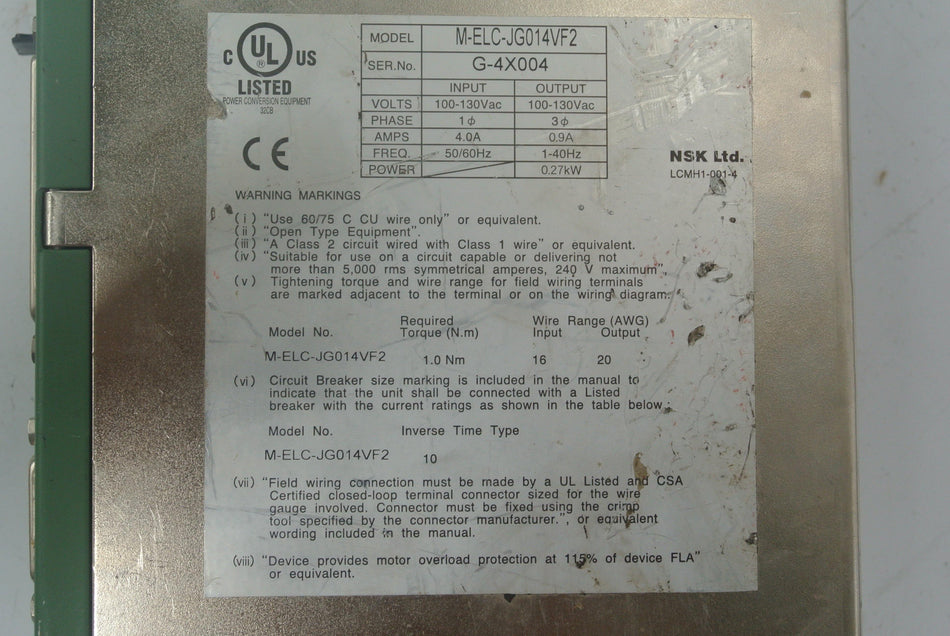 C UL US
®
LISTED
POWER CONVERSION EQUIPMENT
32CB
CE
MODEL M-ELC-JG014VF2
SER.No. G-4X004
INPUT OUTPUT
VOLTS 100-130Vac 100-130Vac
PHASE 1φ 3φ
AMPS 4.0A 0.9A
FREQ. 50/60Hz 1-40Hz
POWER 0.27kW
NSK Ltd.
LCMH1-001-4
WARNING MARKINGS
(i) "Use 60/75 C CU wire only" or equivalent.
(ii) "Open Type Equipment".
(iii) "A Class 2 circuit wired with Class 1 wire" or equivalent.
(iv) "Suitable for use on a circuit capable or delivering not
more than 5,000 rms symmetrical amperes, 240 V maximum"
(v) Tightening torque and wire range for field wiring terminals
are marked adjacent to the terminal or on the wiring diagram.
Required Wire Range (AWG)
Model No. Torque (N.m) Input Output
M-ELC-JG014VF2 1.0 Nm 16 20
(vi) Circuit Breaker size marking is included in the manual to
indicate that the unit shall be connected with a Listed
breaker with the current ratings as shown in the table below:
Model No. Inverse Time Type
M-ELC-JG014VF2 10
(vii) "Field wiring connection must be made by a UL Listed and CSA
Certified closed-loop terminal connector sized for the wire
gauge involved. Connector must be fixed using the crimp
tool specified by the connector manufacturer.", or equivalent
wording included in the manual.
(viii) "Device provides motor overload protection at 115% of device FLA"
or equivalent.